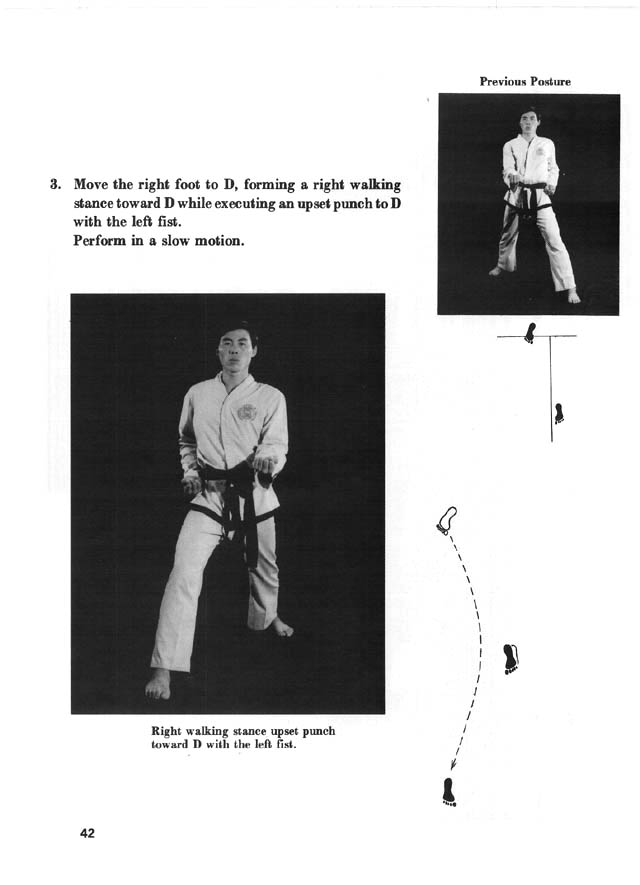 Previous Posture
3. Move the right foot to D, forming a right walking
stance toward D while executing an upset punch to D
with the left fist.
Perform in a slow motion.
Right walking stance upset punch
toward D with the left fist.
42